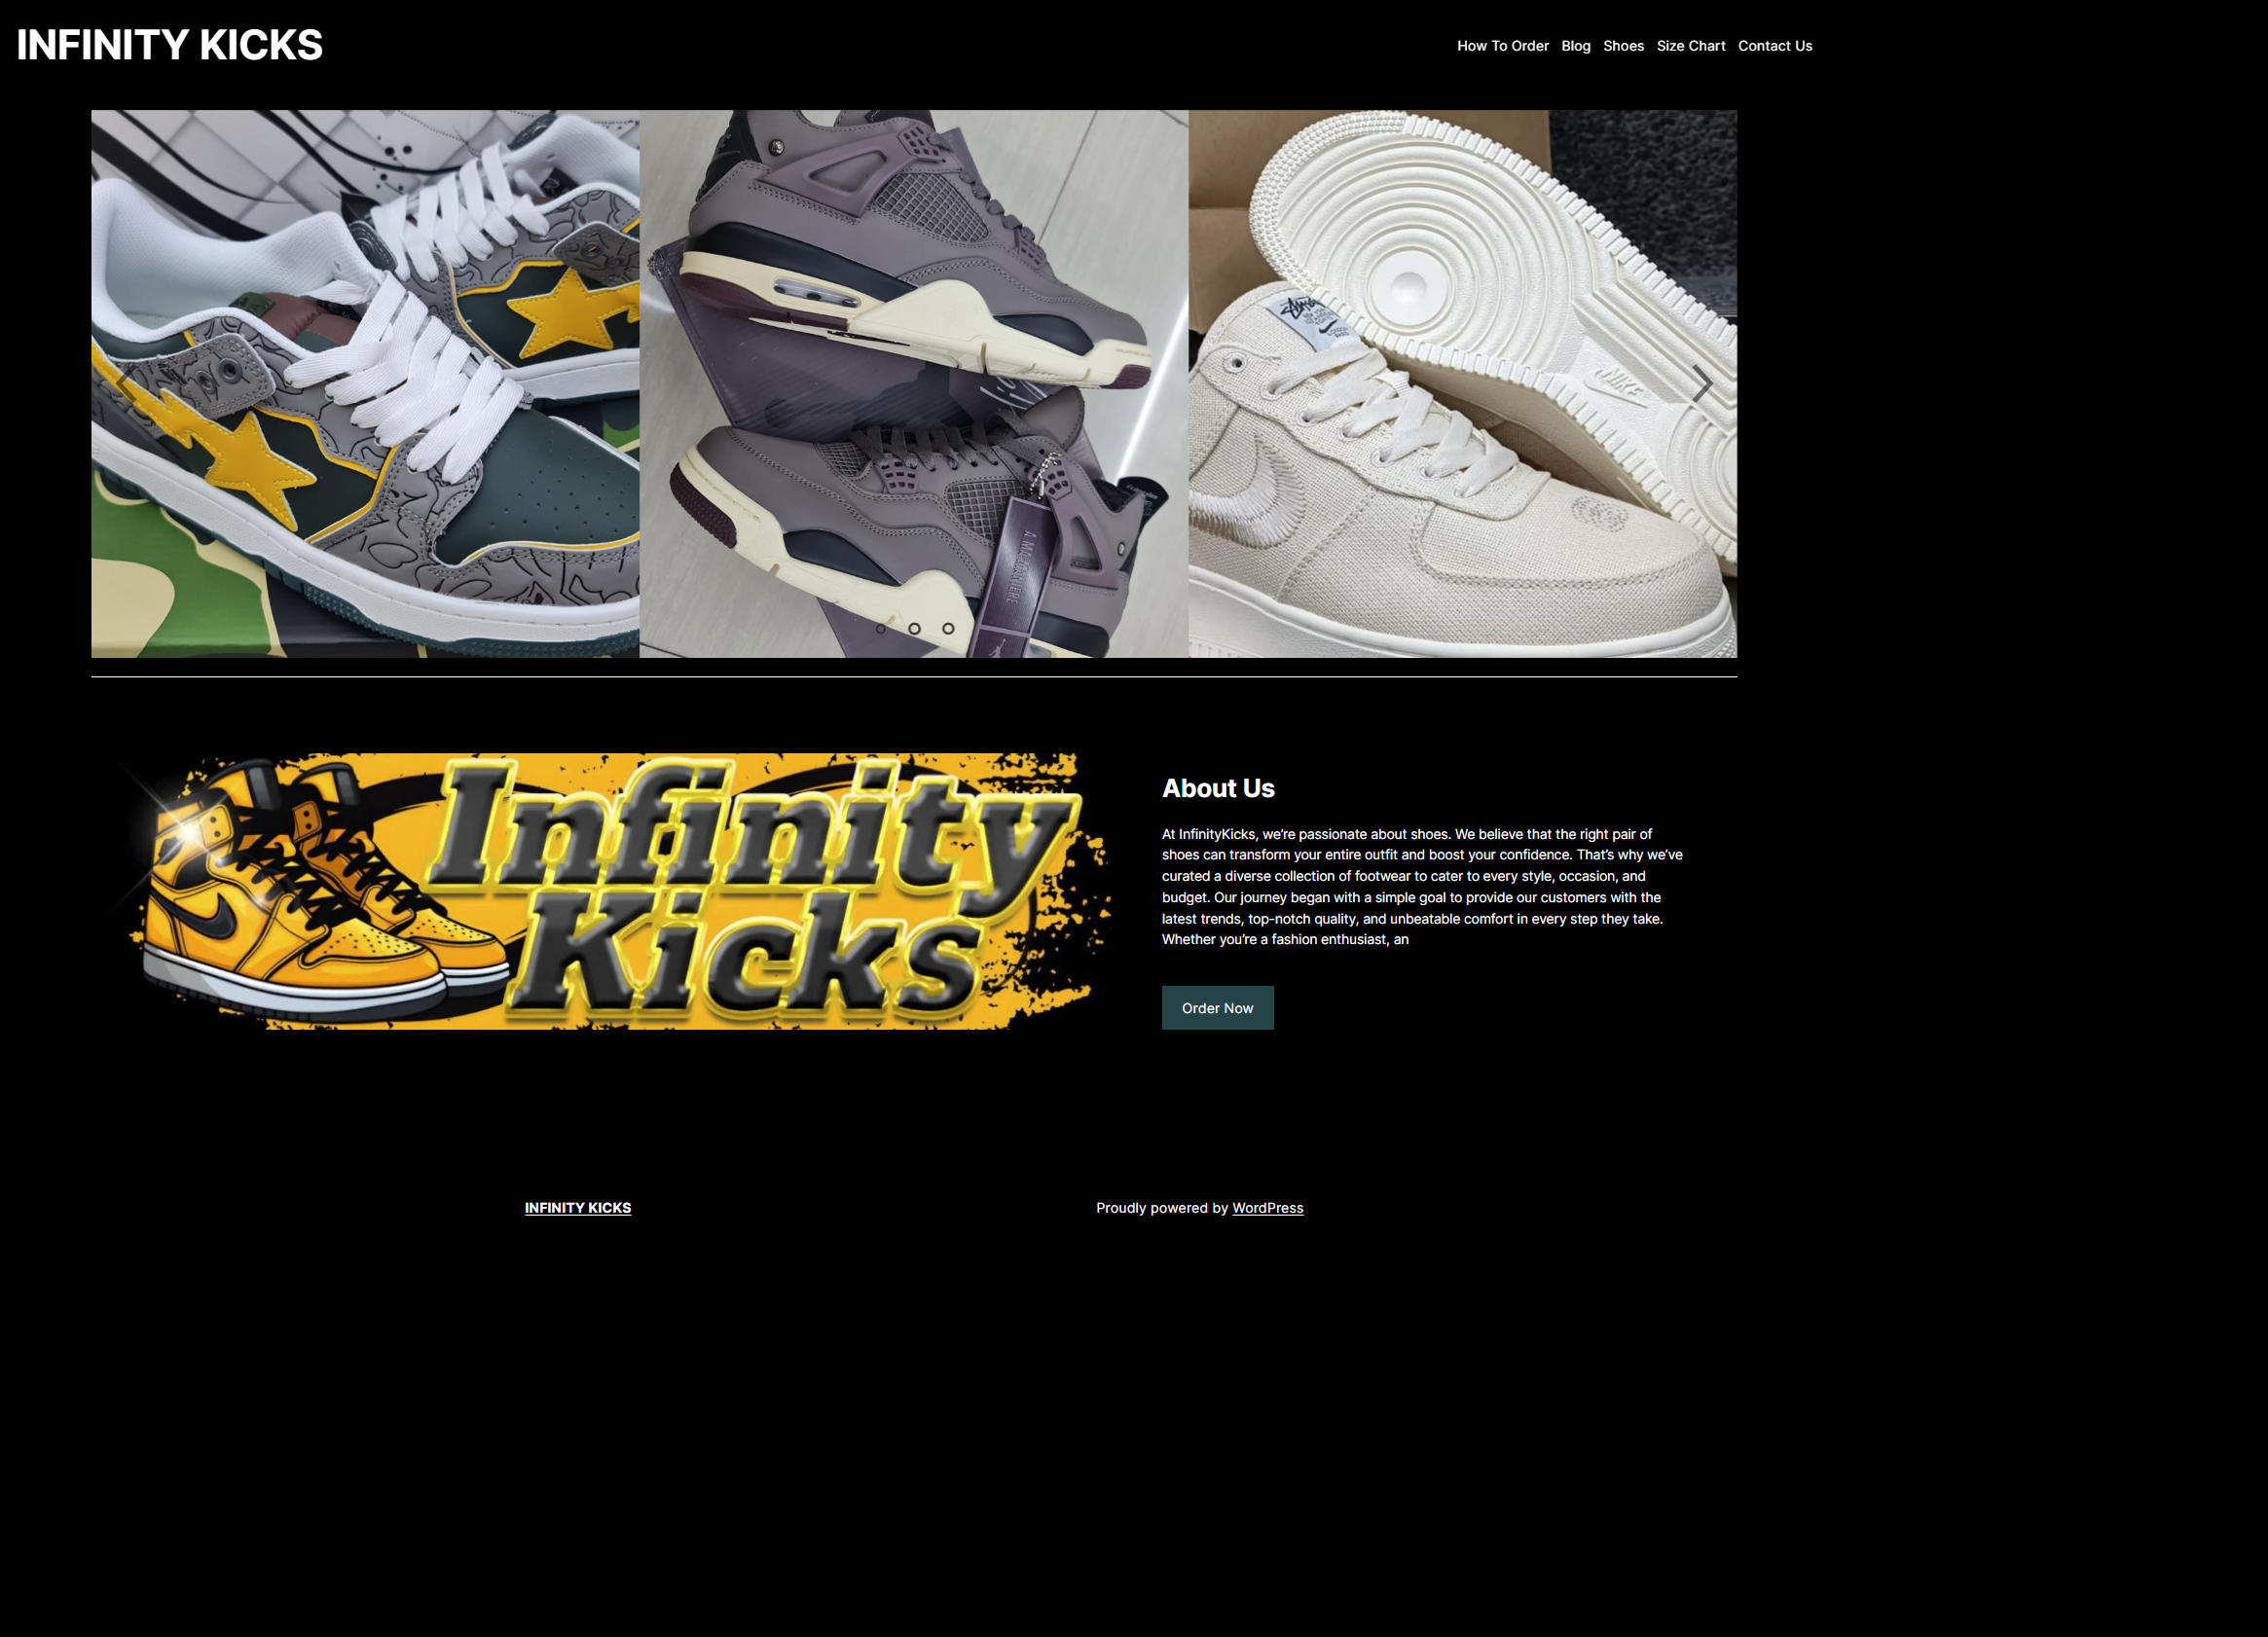 INFINITY KICKS
How To Order Blog Shoes Size Chart Contact Us
NIKE
A MA MANIERE
Infinity
Kicks
About Us
At InfinityKicks, we’re passionate about shoes. We believe that the right pair of
shoes can transform your entire outfit and boost your confidence. That’s why we’ve
curated a diverse collection of footwear to cater to every style, occasion, and
budget. Our journey began with a simple goal to provide our customers with the
latest trends, top-notch quality, and unbeatable comfort in every step they take.
Whether you’re a fashion enthusiast, an
Order Now
INFINITY KICKS
Proudly powered by WordPress